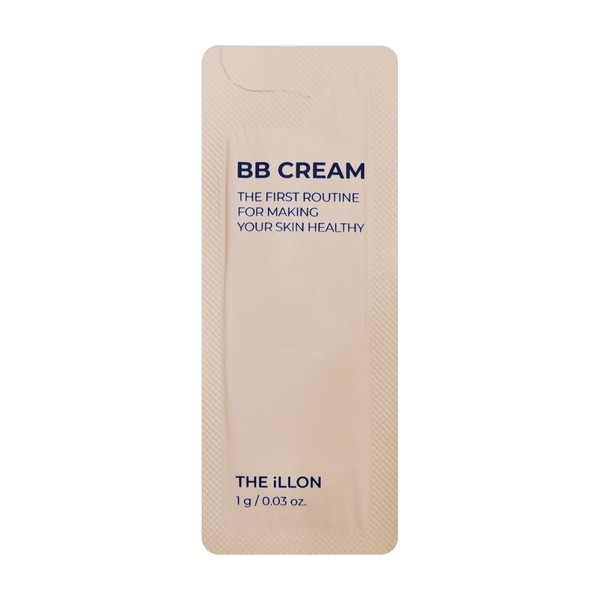 BB CREAM
THE FIRST ROUTINE
FOR MAKING
YOUR SKIN HEALTHY
THE iLLON
1 g / 0.03 oz.